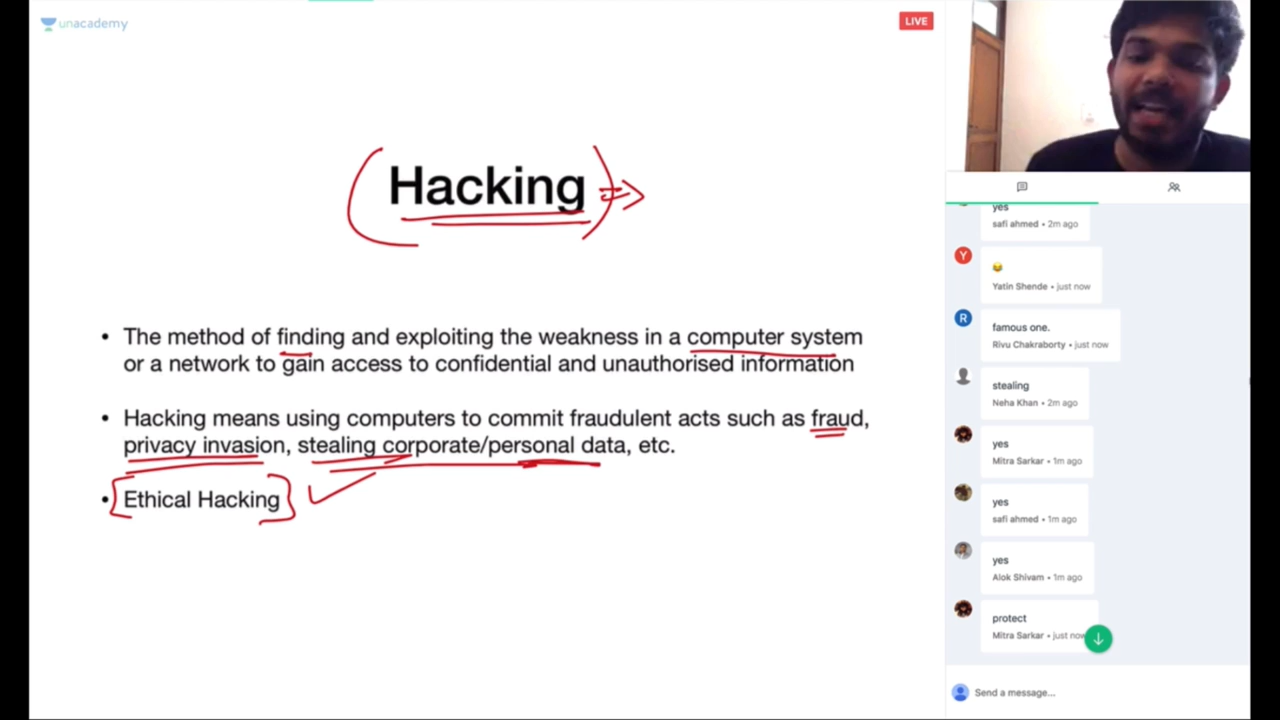 unacademy
LIVE
Hacking
• The method of finding and exploiting the weakness in a computer system
or a network to gain access to confidential and unauthorised information
• Hacking means using computers to commit fraudulent acts such as fraud,
privacy invasion, stealing corporate/personal data, etc.
• Ethical Hacking
yes
safi ahmed • 2m ago
Y
😂
Yatin Shende • just now
R
famous one.
Rivu Chakraborty • just now
stealing
Neha Khan • 2m ago
yes
Mitra Sarkar • 1m ago
yes
safi ahmed • 1m ago
yes
Alok Shivam • 1m ago
protect
Mitra Sarkar • just now
Send a message...